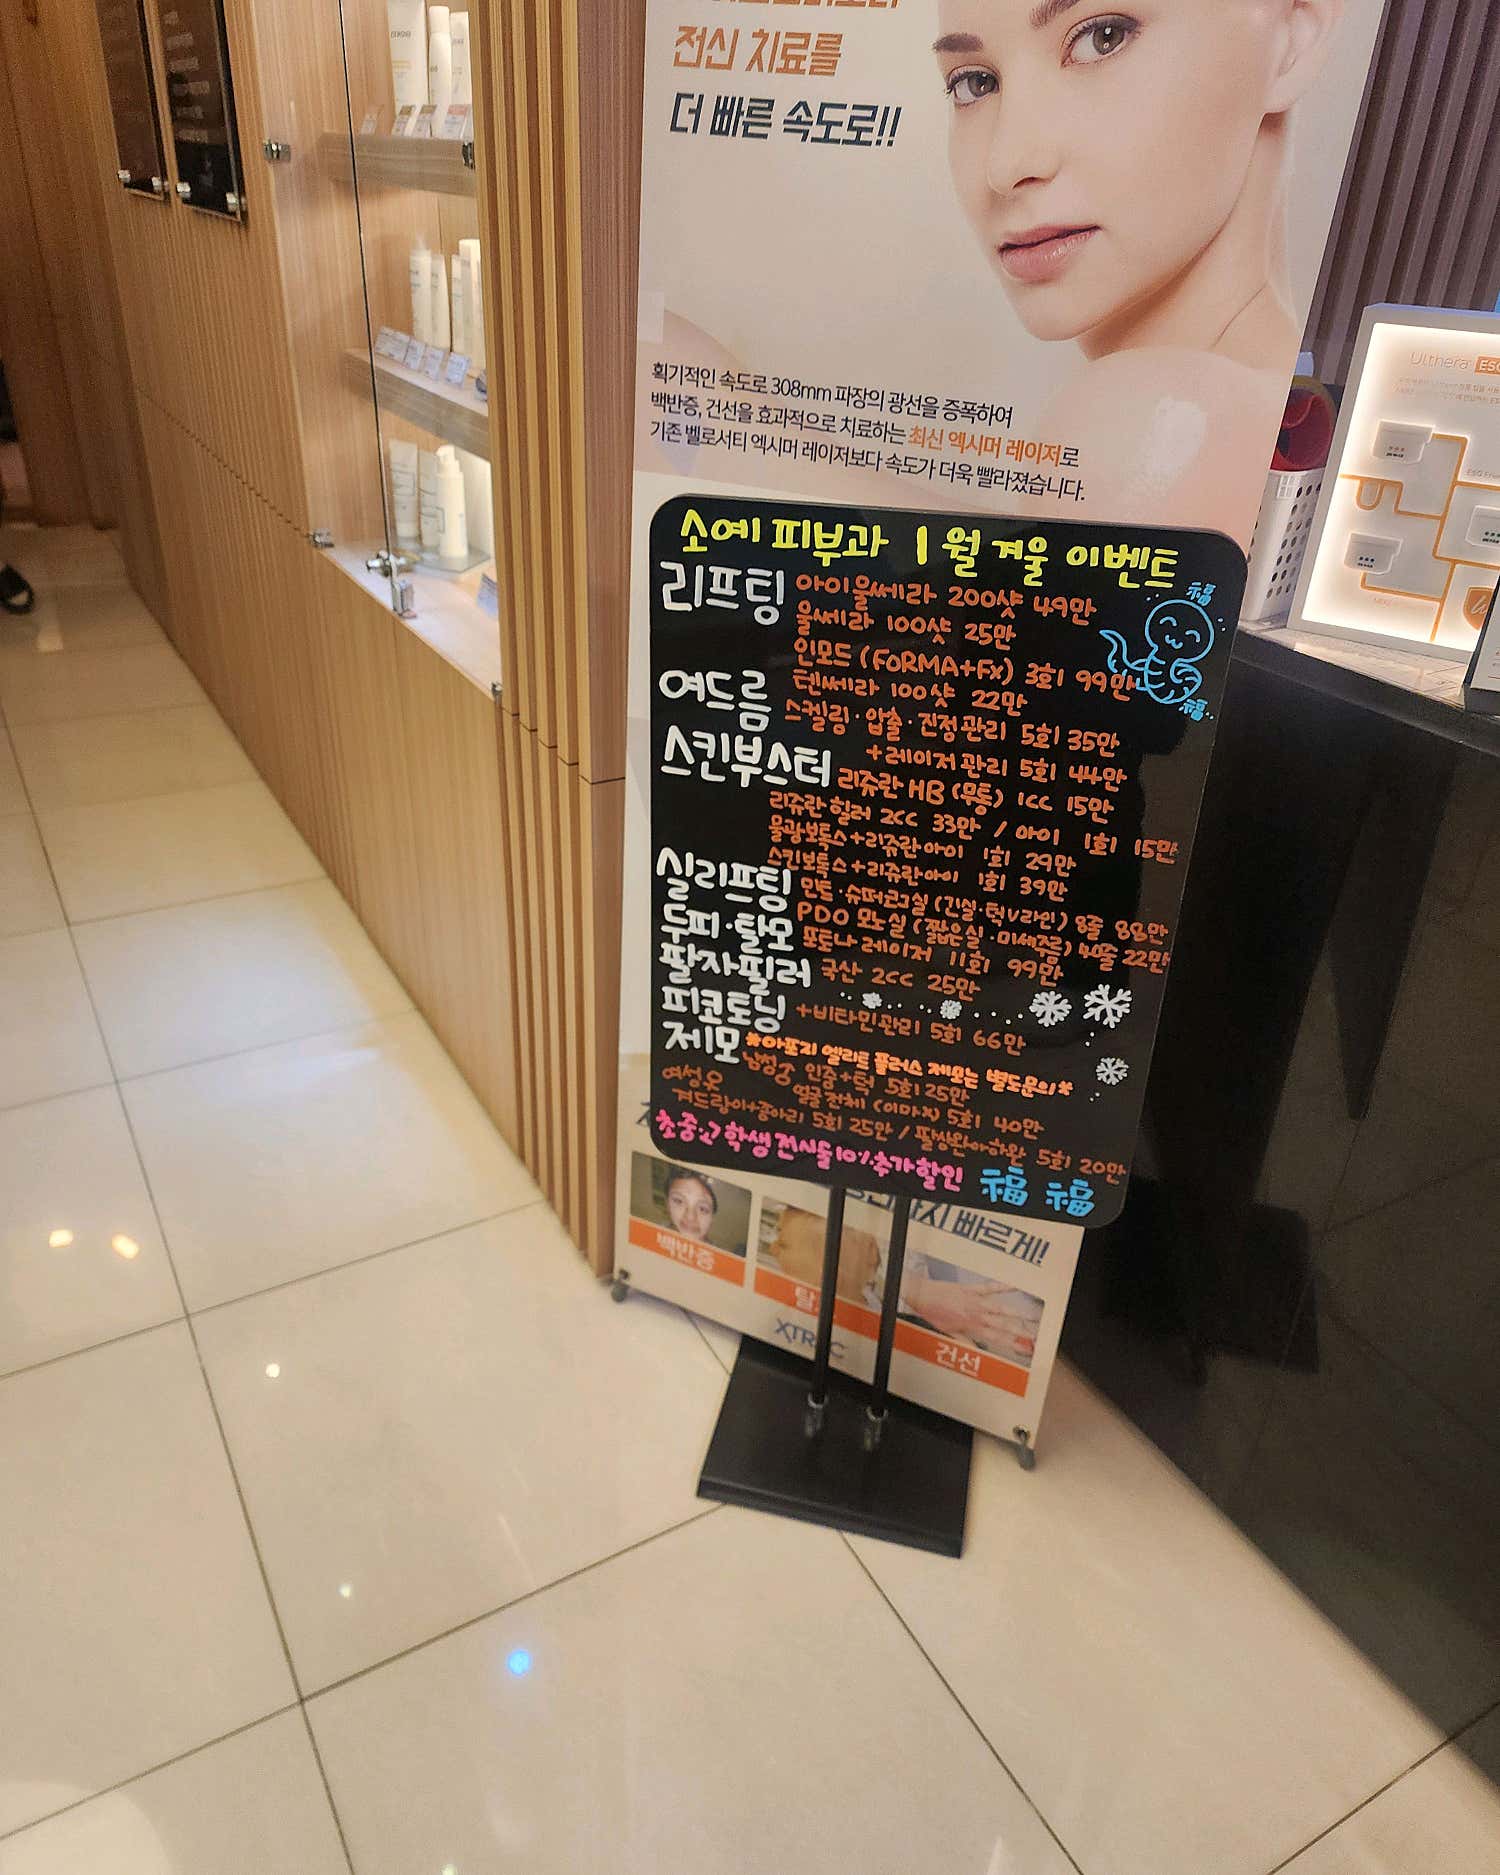 전신 치료를
더 빠른 속도로!!
획기적인 속도로 308mm 파장의 광선을 증폭하여
백반증, 건선을 효과적으로 치료하는 최신 엑시머 레이저로
기존 벨로서티 엑시머 레이저보다 속도가 더욱 빨라졌습니다.
Ulthera
소예피부과 1월 겨울 이벤트
福
리프팅 아이울쎄라 200샷 49만
울쎄라 100샷 25만
인모드 (FORMA+Fx) 3회 99만
텐쎄라 100샷 22만
福
여드름 스켈링·압출·진정관리 5회 35만
+레이저관리 5회 44만
스킨부스터 리쥬란 HB (무통) 1cc 15만
리쥬란 힐러 2cc 33만 / 아이 1회 15만
물광보톡스+리쥬란아이 1회 29만
스킨보톡스+리쥬란아이 1회 39만
실리프팅 민트·슈퍼코그실 (긴실·턱V라인) 8줄 88만
PDO 모노실 (짧은실·미세주름) 40줄 22만
두피·탈모 포토나 레이저 11회 99만
팔자필러 국산 2cc 25만
피코토닝 +비타민관리 5회 66만
제모 *아포지 엘리트 플러스 제모는 별도문의*
남성♂ 인중+턱 5회 25만
얼굴전체 (이마X) 5회 40만
여성♀
겨드랑이+종아리 5회 25만 / 팔상완or하완 5회 20만
초중고 학생 전시술 10% 추가할인 福 福
빠르게!
백반증
건선